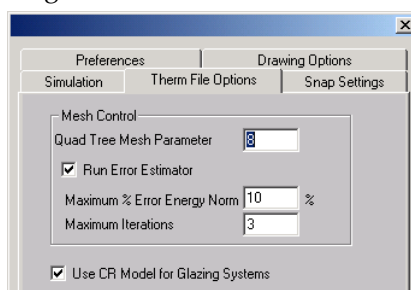 Preferences Drawing Options
Simulation Therm File Options Snap Settings
Mesh Control
Quad Tree Mesh Parameter 8
Run Error Estimator
Maximum % Error Energy Norm 10 %
Maximum Iterations 3
Use CR Model for Glazing Systems